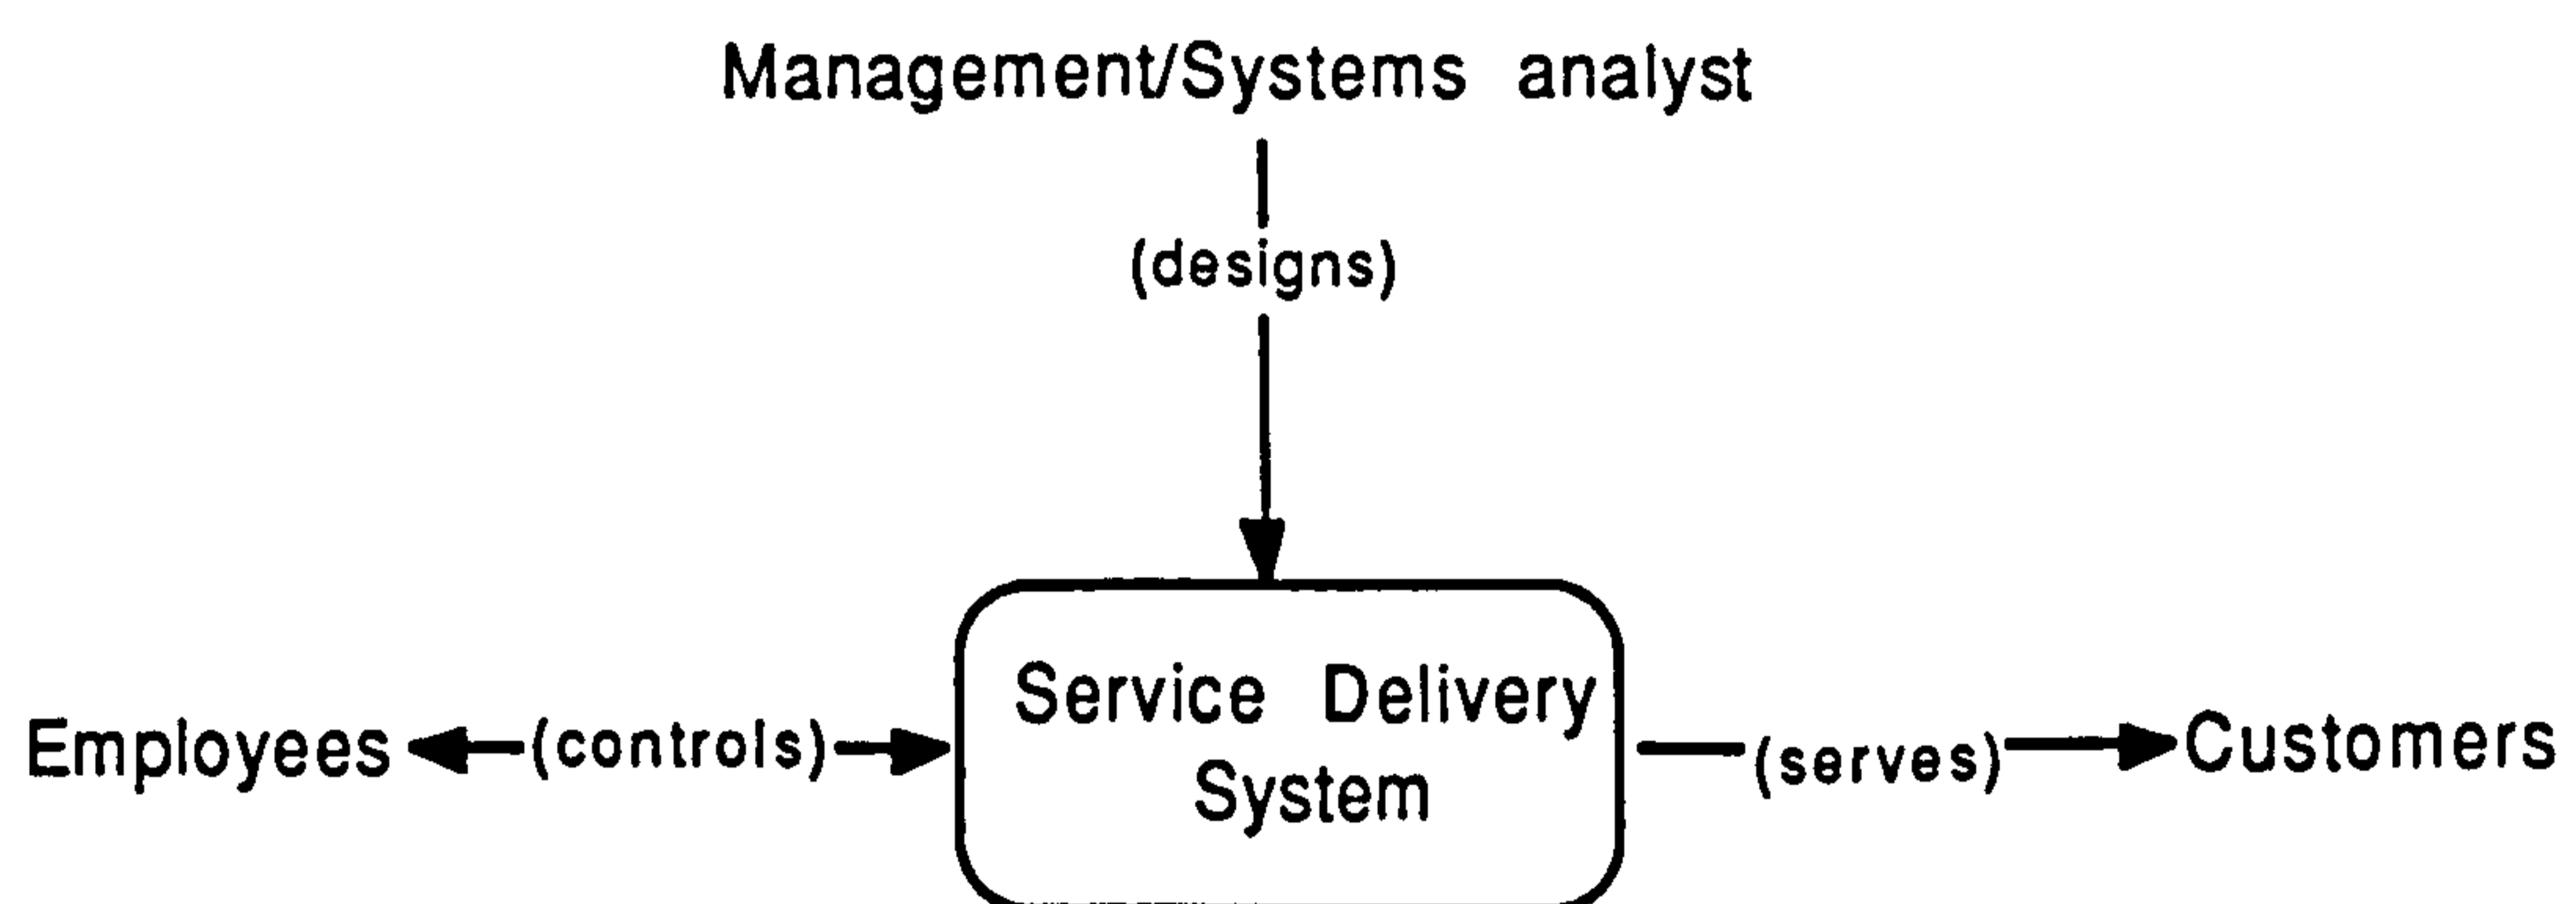 Management/Systems analyst
(designs)
Service Delivery
System
Employees
(controls)
(serves)
Customers